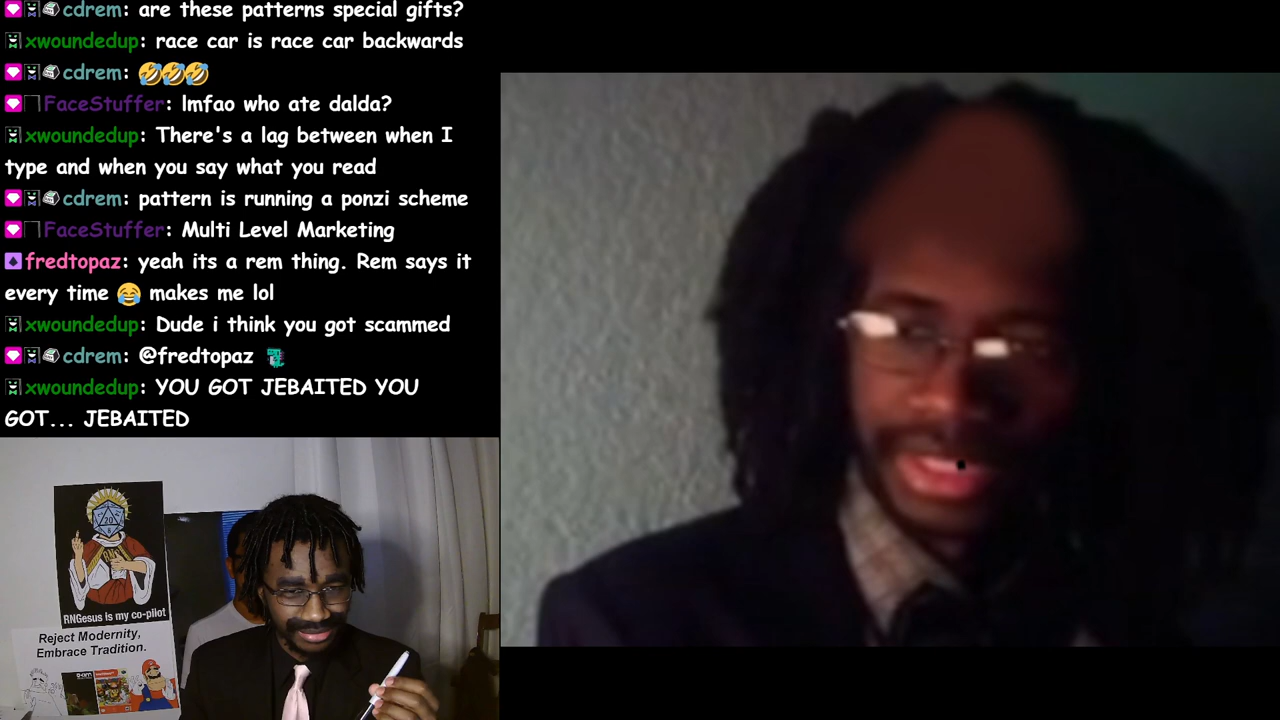 cdrem: are these patterns special gifts?
xwoundedup: race car is race car backwards
cdrem: 🤣🤣🤣
FaceStuffer: lmfao who ate dalda?
xwoundedup: There's a lag between when I
type and when you say what you read
cdrem: pattern is running a ponzi scheme
FaceStuffer: Multi Level Marketing
fredtopaz: yeah its a rem thing. Rem says it
every time 😂 makes me lol
xwoundedup: Dude i think you got scammed
cdrem: @fredtopaz
xwoundedup: YOU GOT JEBAITED YOU
GOT... JEBAITED
20
RNGesus is my co-pilot
Reject Modernity,
Embrace Tradition.